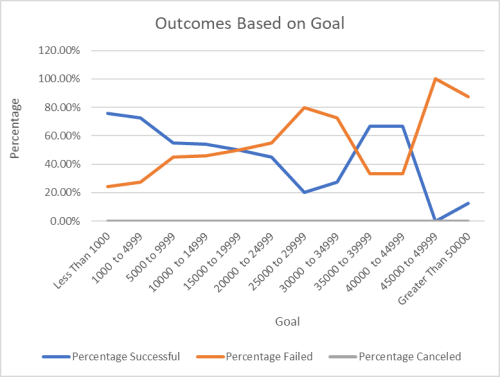 Outcomes Based on Goal
Percentage
120.00%
100.00%
80.00%
60.00%
40.00%
20.00%
0.00%
Less Than 1000
1000 to 4999
5000 to 9999
10000 to 14999
15000 to 19999
20000 to 24999
25000 to 29999
30000 to 34999
35000 to 39999
40000 to 44999
45000 to 49999
Greater Than 50000
Goal
Percentage Successful
Percentage Failed
Percentage Canceled